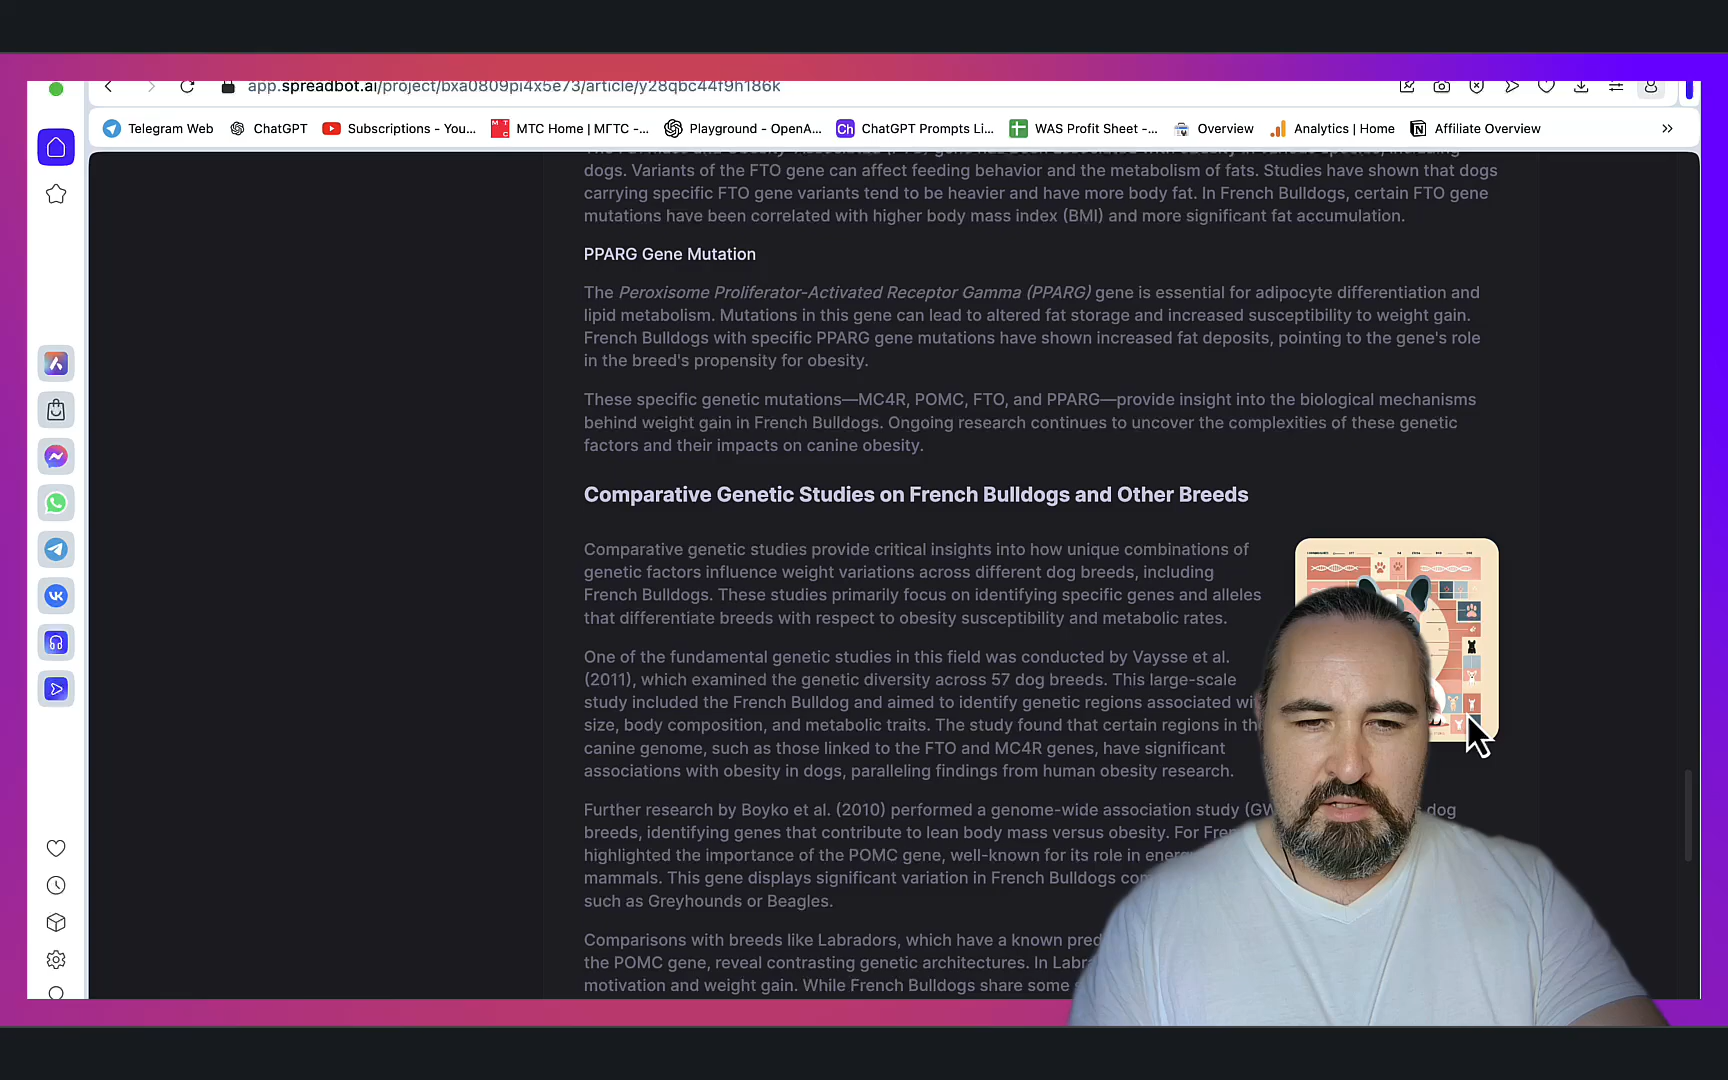 app.spreadbot.ai/project/bxa0809pi4x5e73/article/y28qbc44f9h186k
Telegram Web ChatGPT Subscriptions - You... МТС Home | МГТС -... Playground - OpenA... Ch ChatGPT Prompts Li... WAS Profit Sheet -... Overview Analytics | Home Affiliate Overview
dogs. Variants of the FTO gene can affect feeding behavior and the metabolism of fats. Studies have shown that dogs
carrying specific FTO gene variants tend to be heavier and have more body fat. In French Bulldogs, certain FTO gene
mutations have been correlated with higher body mass index (BMI) and more significant fat accumulation.
PPARG Gene Mutation
The Peroxisome Proliferator-Activated Receptor Gamma (PPARG) gene is essential for adipocyte differentiation and
lipid metabolism. Mutations in this gene can lead to altered fat storage and increased susceptibility to weight gain.
French Bulldogs with specific PPARG gene mutations have shown increased fat deposits, pointing to the gene's role
in the breed's propensity for obesity.
These specific genetic mutations—MC4R, POMC, FTO, and PPARG—provide insight into the biological mechanisms
behind weight gain in French Bulldogs. Ongoing research continues to uncover the complexities of these genetic
factors and their impacts on canine obesity.
Comparative Genetic Studies on French Bulldogs and Other Breeds
Comparative genetic studies provide critical insights into how unique combinations of
genetic factors influence weight variations across different dog breeds, including
French Bulldogs. These studies primarily focus on identifying specific genes and alleles
that differentiate breeds with respect to obesity susceptibility and metabolic rates.
One of the fundamental genetic studies in this field was conducted by Vaysse et al.
(2011), which examined the genetic diversity across 57 dog breeds. This large-scale
study included the French Bulldog and aimed to identify genetic regions associated
size, body composition, and metabolic traits. The study found that certain regions in
canine genome, such as those linked to the FTO and MC4R genes, have significant
associations with obesity in dogs, paralleling findings from human obesity research.
Further research by Boyko et al. (2010) performed a genome-wide association study dog
breeds, identifying genes that contribute to lean body mass versus obesity. For
highlighted the importance of the POMC gene, well-known for its role in
mammals. This gene displays significant variation in French Bulldogs
such as Greyhounds or Beagles.
Comparisons with breeds like Labradors, which have a known
the POMC gene, reveal contrasting genetic architectures. In
motivation and weight gain. While French Bulldogs share some